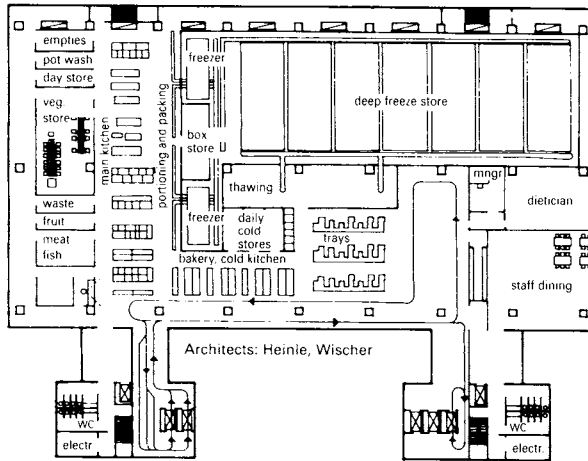 empties
pot wash
day store
veg.
store
waste
fruit
meat
fish
main kitchen
portioning and packing
freezer
box
store
freezer
deep freeze store
thawing
daily
cold
stores
bakery, cold kitchen
trays
mngr
dietician
staff dining
Architects: Heinle, Wischer
WC
electr.
WC
electr.